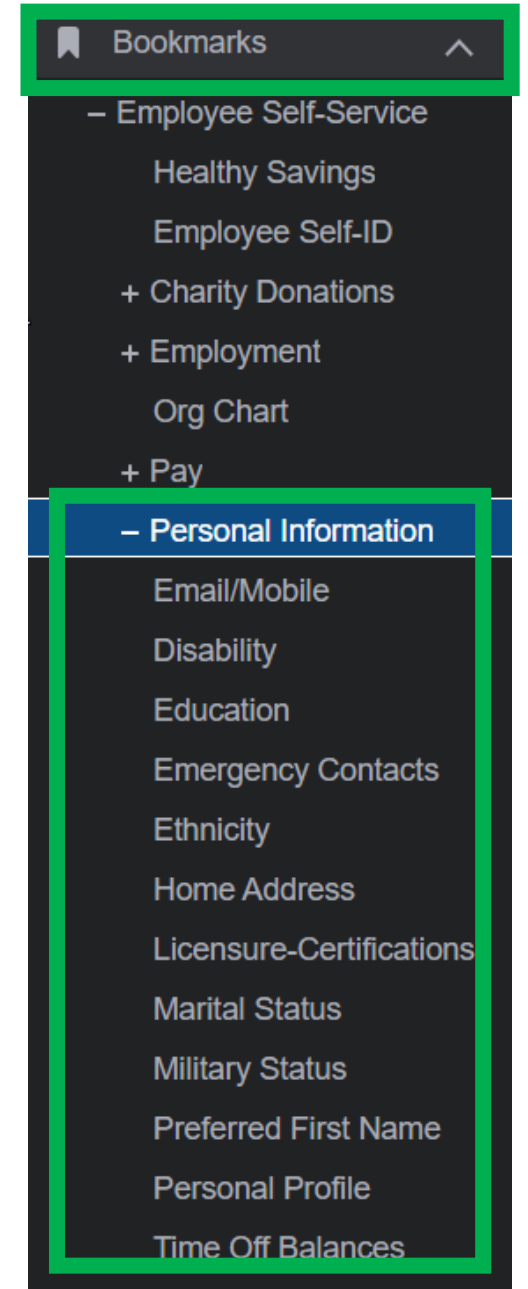 Bookmarks
– Employee Self-Service
Healthy Savings
Employee Self-ID
+ Charity Donations
+ Employment
Org Chart
+ Pay
– Personal Information
Email/Mobile
Disability
Education
Emergency Contacts
Ethnicity
Home Address
Licensure-Certifications
Marital Status
Military Status
Preferred First Name
Personal Profile
Time Off Balances